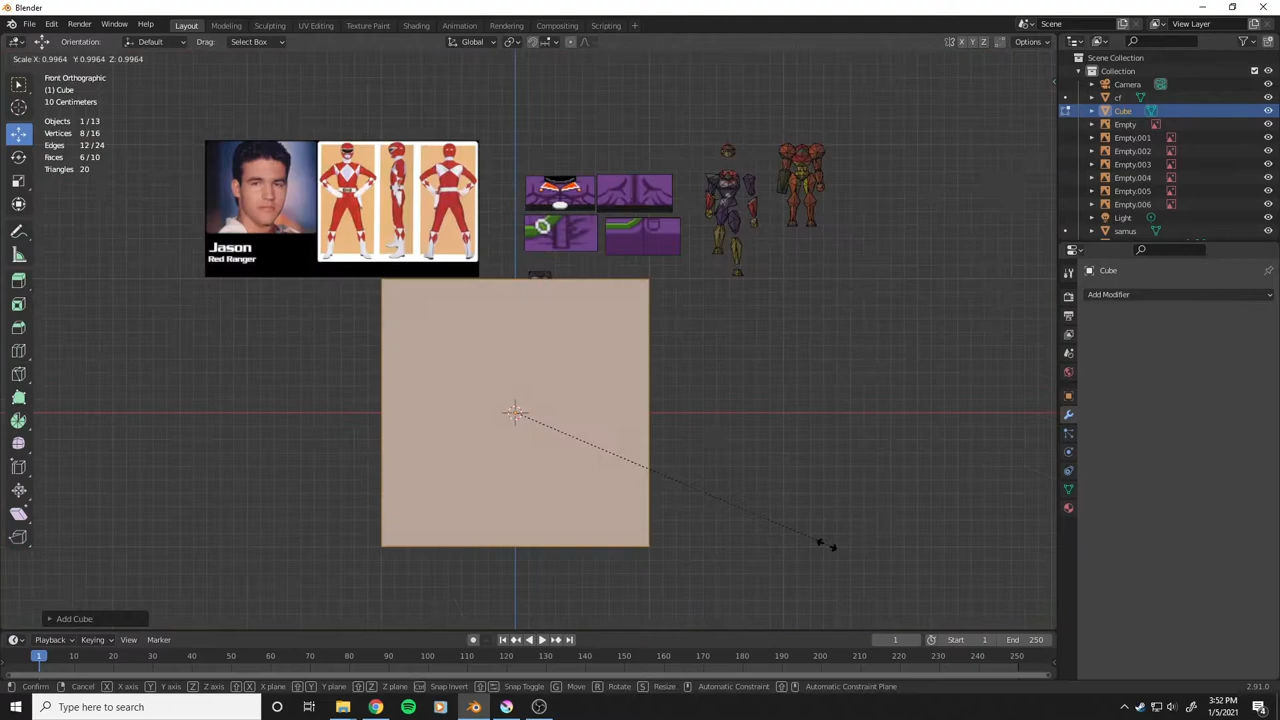 Blender
File Edit Render Window Help Layout Modeling Sculpting UV Editing Texture Paint Shading Animation Rendering Compositing Scripting + Scene View Layer
Orientation: Default Drag: Select Box Global X Y Z Options
Scale X: 0.9964 Y: 0.9964 Z: 0.9964
Front Orthographic
(1) Cube
10 Centimeters
Objects 1/13
Vertices 8/16
Edges 12/24
Faces 6/10
Triangles 20
Jason
Red Ranger
Scene Collection
Collection
Camera
cf
Cube
Empty
Empty.001
Empty.002
Empty.003
Empty.004
Empty.005
Empty.006
Light
samus
Cube
Add Modifier
Add Cube
Playback Keying View Marker 1 Start 1 End 250
1 10 20 30 40 50 60 70 80 90 100 110 120 130 140 150 160 170 180 190 200 210 220 230 240 250
Confirm Cancel X X axis Y Y axis Z Z axis X X plane Y Y plane Z Z plane Ctrl Snap Invert Snap Toggle G Move R Rotate S Resize Automatic Constraint Automatic Constraint Plane 2.91.0
Type here to search
3:52 PM
1/5/2021